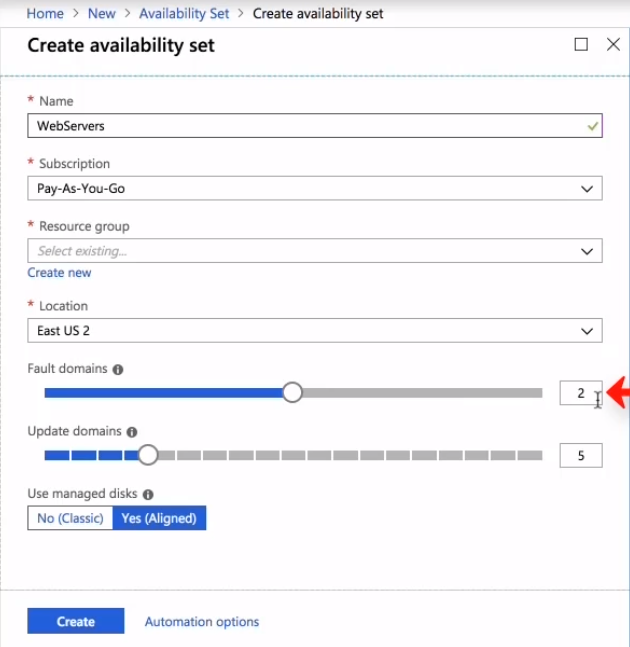 Home > New > Availability Set > Create availability set
Create availability set
* Name
WebServers
* Subscription
Pay-As-You-Go
* Resource group
Select existing...
Create new
* Location
East US 2
Fault domains
2
Update domains
5
Use managed disks
No (Classic) Yes (Aligned)
Create Automation options